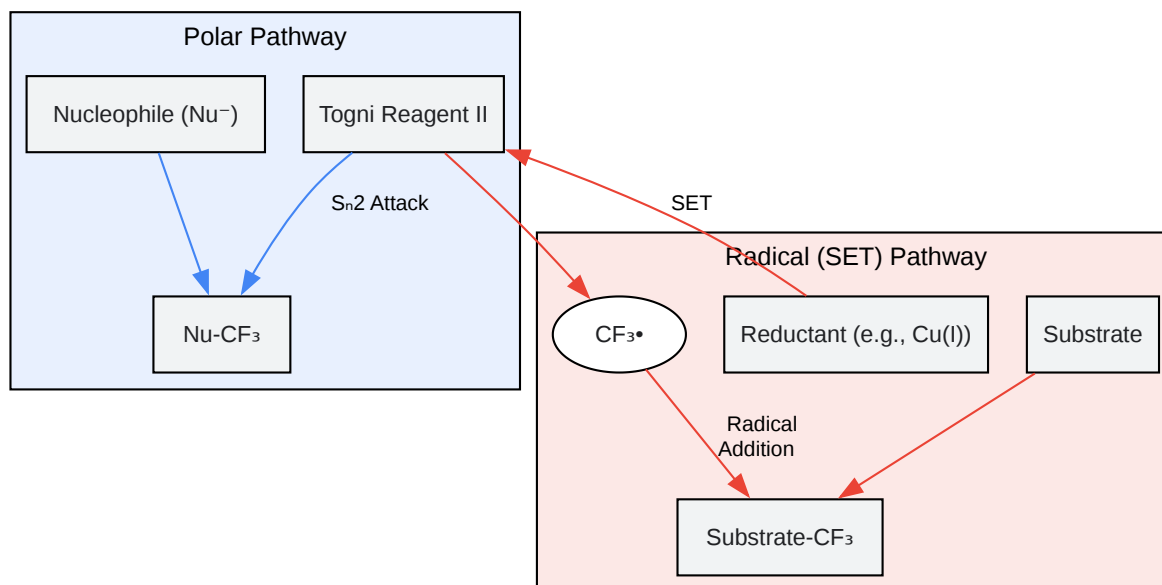 Polar Pathway
Nucleophile (Nu⁻)
Togni Reagent II
Sₙ2 Attack
SET
Radical (SET) Pathway
Nu-CF₃
CF₃•
Reductant (e.g., Cu(I))
Substrate
Radical
Addition
Substrate-CF₃